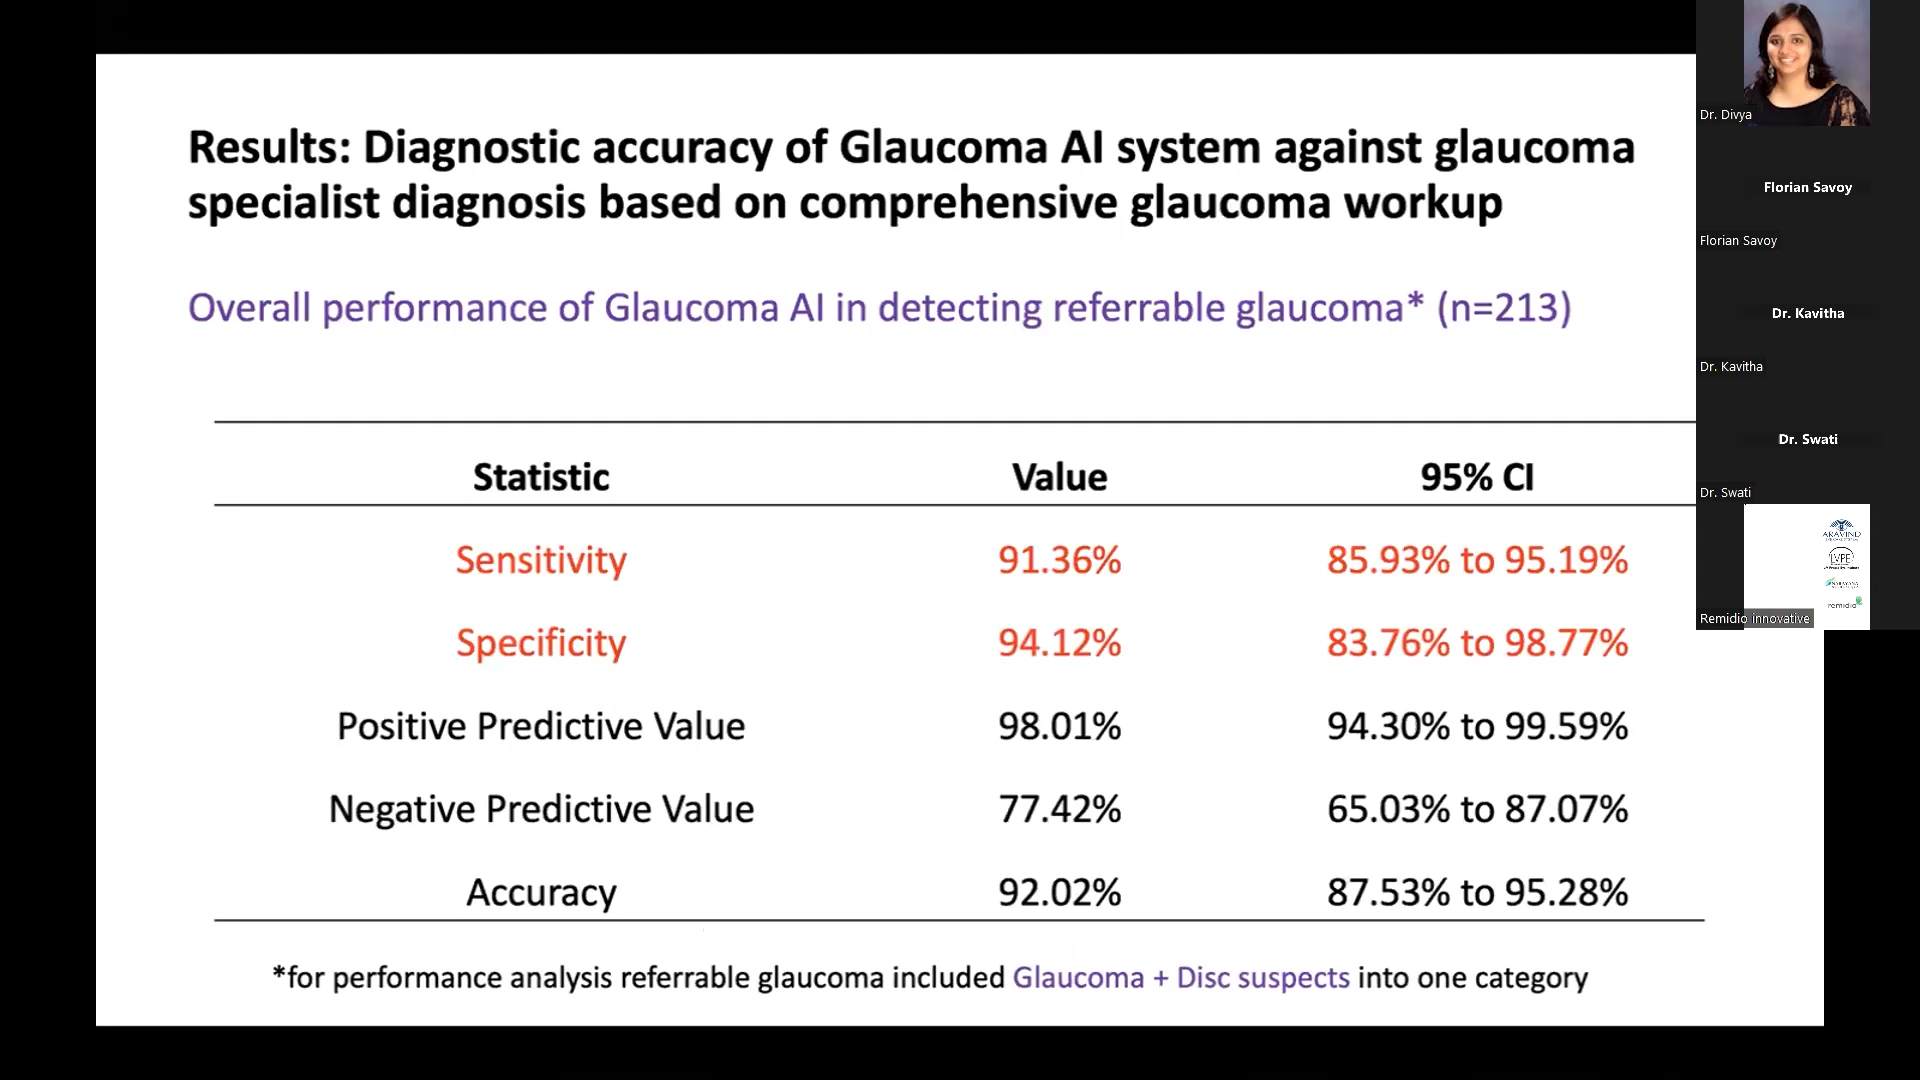 Results: Diagnostic accuracy of Glaucoma AI system against glaucoma
specialist diagnosis based on comprehensive glaucoma workup
Overall performance of Glaucoma AI in detecting referrable glaucoma* (n=213)
Statistic Value 95% CI
Sensitivity 91.36% 85.93% to 95.19%
Specificity 94.12% 83.76% to 98.77%
Positive Predictive Value 98.01% 94.30% to 99.59%
Negative Predictive Value 77.42% 65.03% to 87.07%
Accuracy 92.02% 87.53% to 95.28%
*for performance analysis referrable glaucoma included Glaucoma + Disc suspects into one category
Dr. Divya
Florian Savoy
Florian Savoy
Dr. Kavitha
Dr. Kavitha
Dr. Swati
Dr. Swati
ARAVIND
LVPE
NARAYANA
remidio
Remidio innovative